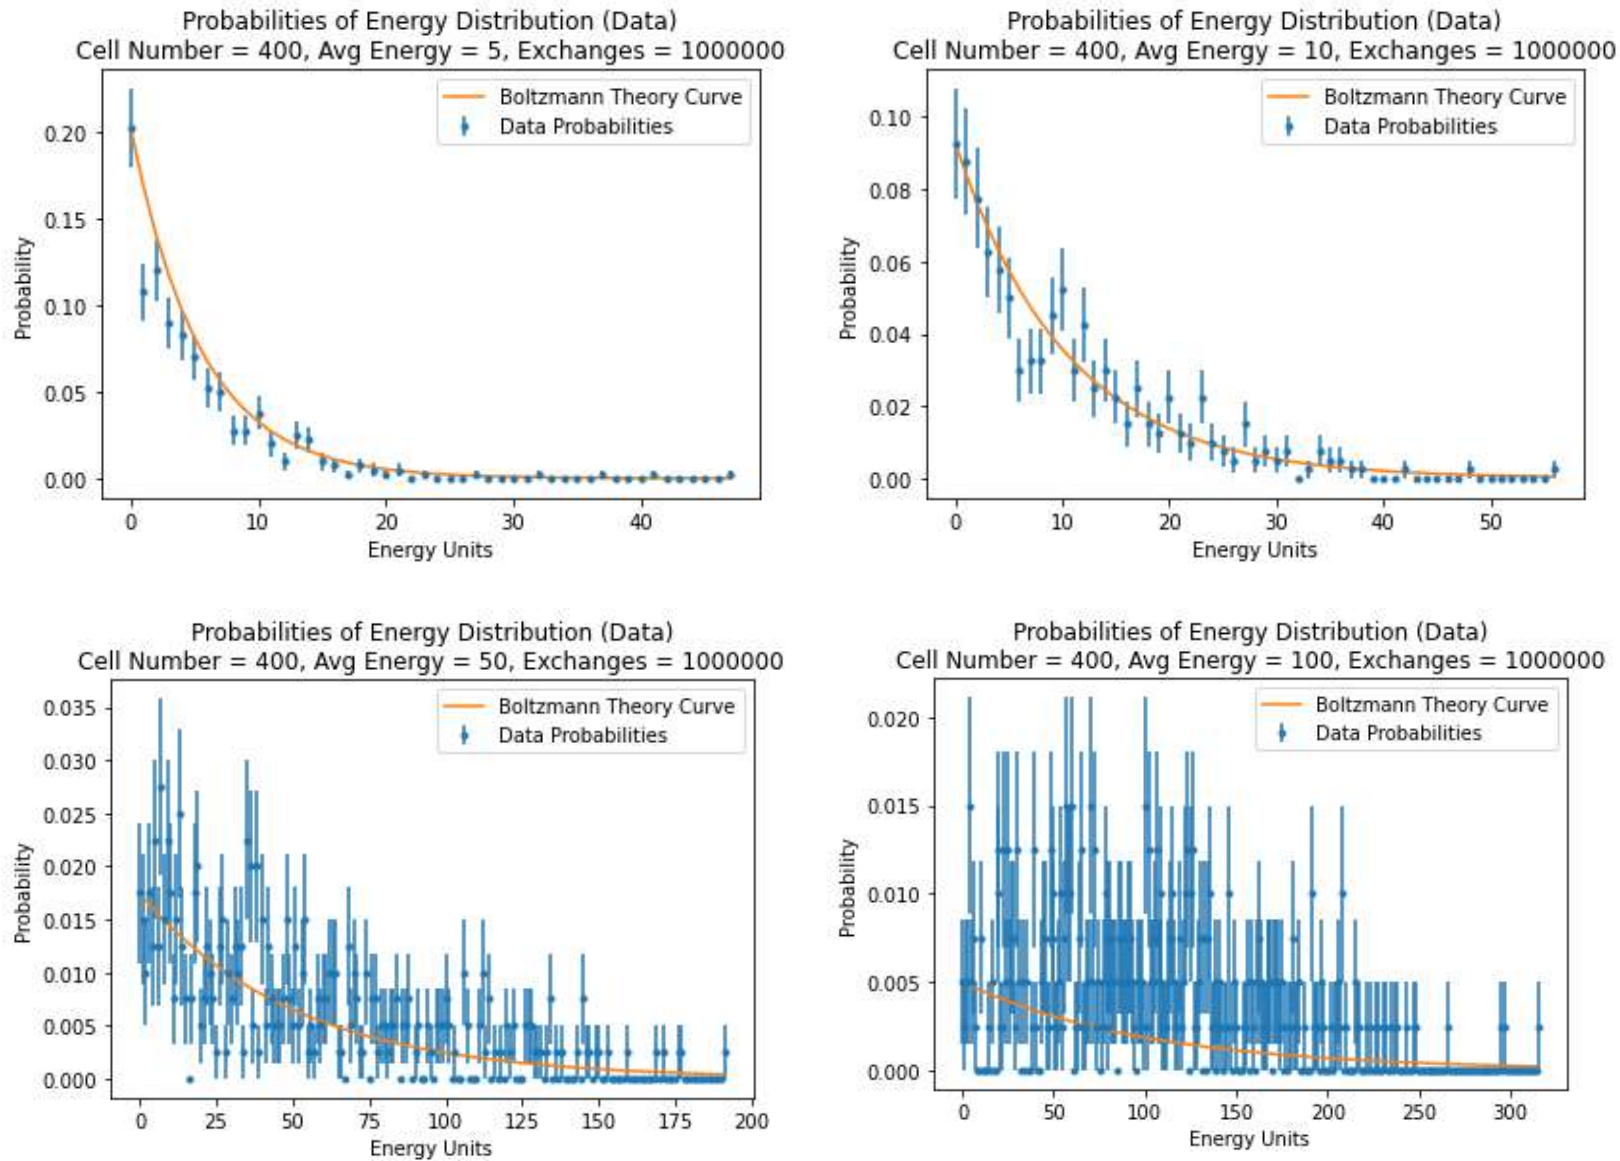 Probabilities of Energy Distribution (Data)
Cell Number = 400, Avg Energy = 5, Exchanges = 1000000
Boltzmann Theory Curve
Data Probabilities
Probability
0.20
0.15
0.10
0.05
0.00
0 10 20 30 40
Energy Units
Probabilities of Energy Distribution (Data)
Cell Number = 400, Avg Energy = 10, Exchanges = 1000000
Boltzmann Theory Curve
Data Probabilities
Probability
0.10
0.08
0.06
0.04
0.02
0.00
0 10 20 30 40 50
Energy Units
Probabilities of Energy Distribution (Data)
Cell Number = 400, Avg Energy = 50, Exchanges = 1000000
Boltzmann Theory Curve
Data Probabilities
Probability
0.035
0.030
0.025
0.020
0.015
0.010
0.005
0.000
0 25 50 75 100 125 150 175 200
Energy Units
Probabilities of Energy Distribution (Data)
Cell Number = 400, Avg Energy = 100, Exchanges = 1000000
Boltzmann Theory Curve
Data Probabilities
Probability
0.020
0.015
0.010
0.005
0.000
0 50 100 150 200 250 300
Energy Units